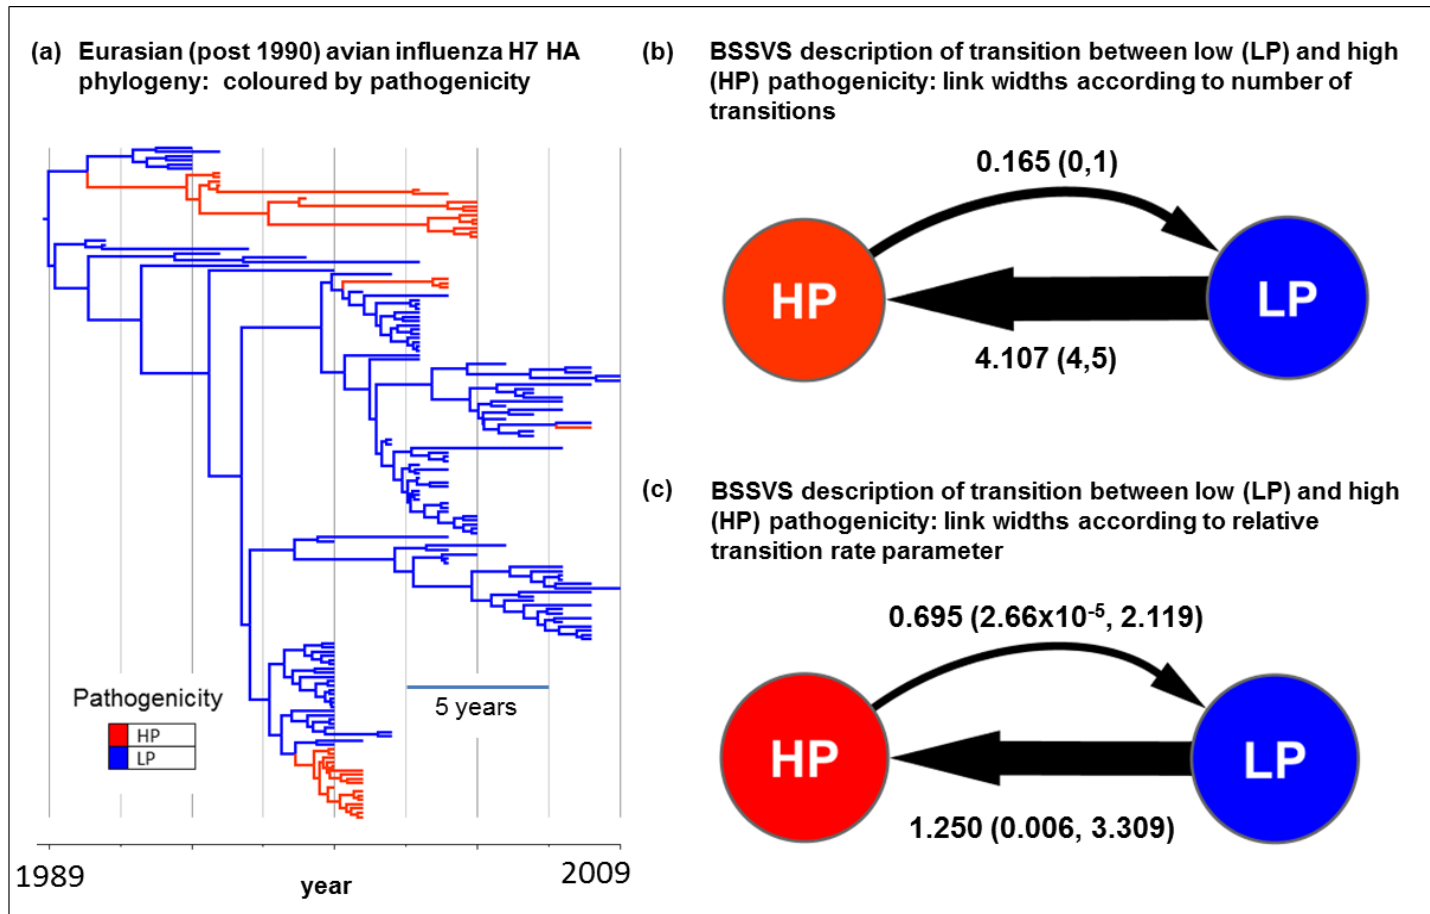 (a) Eurasian (post 1990) avian influenza H7 HA
phylogeny: coloured by pathogenicity
Pathogenicity
HP
LP
5 years
1989
year
2009
(b) BSSVS description of transition between low (LP) and high
(HP) pathogenicity: link widths according to number of
transitions
0.165 (0,1)
HP
LP
4.107 (4,5)
(c) BSSVS description of transition between low (LP) and high
(HP) pathogenicity: link widths according to relative
transition rate parameter
0.695 (2.66x10⁻⁵, 2.119)
HP
LP
1.250 (0.006, 3.309)